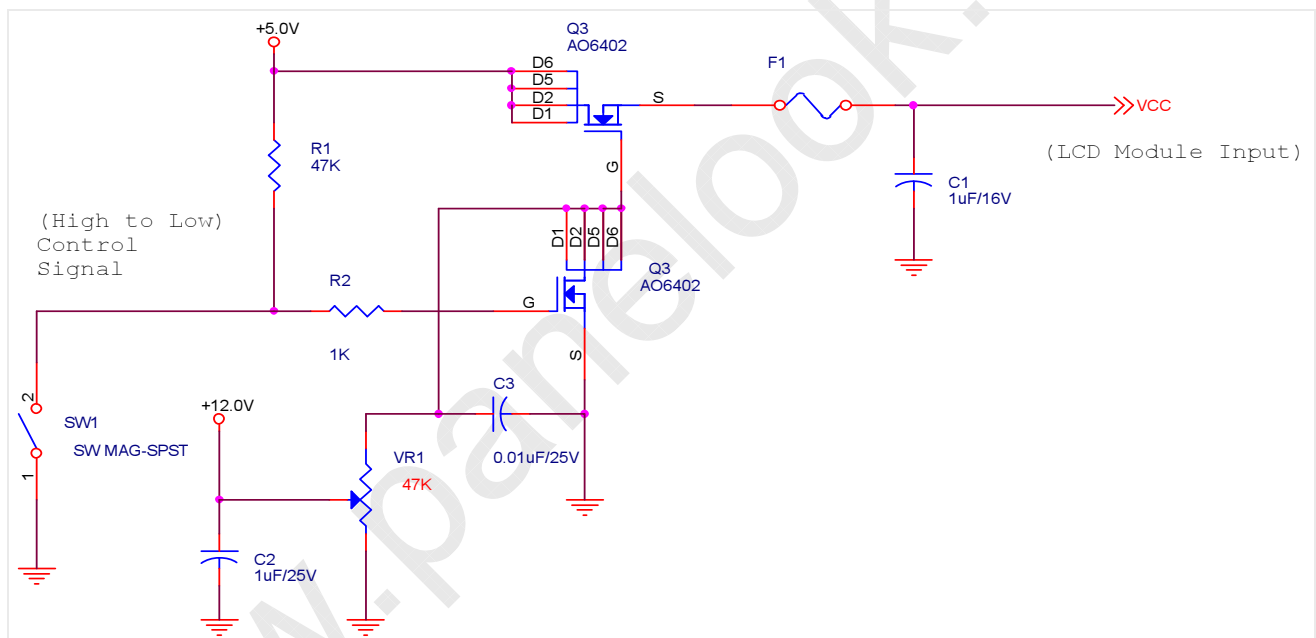 +5.0V
Q3
AO6402
D6
D5
D2
D1
S
G
F1
VCC
(LCD Module Input)
C1
1uF/16V
R1
47K
(High to Low)
Control
Signal
D1
D2
D5
D6
Q3
AO6402
R2
1K
G
S
2
1
SW1
SW MAG-SPST
+12.0V
C3
0.01uF/25V
VR1
47K
C2
1uF/25V
w.panelook.